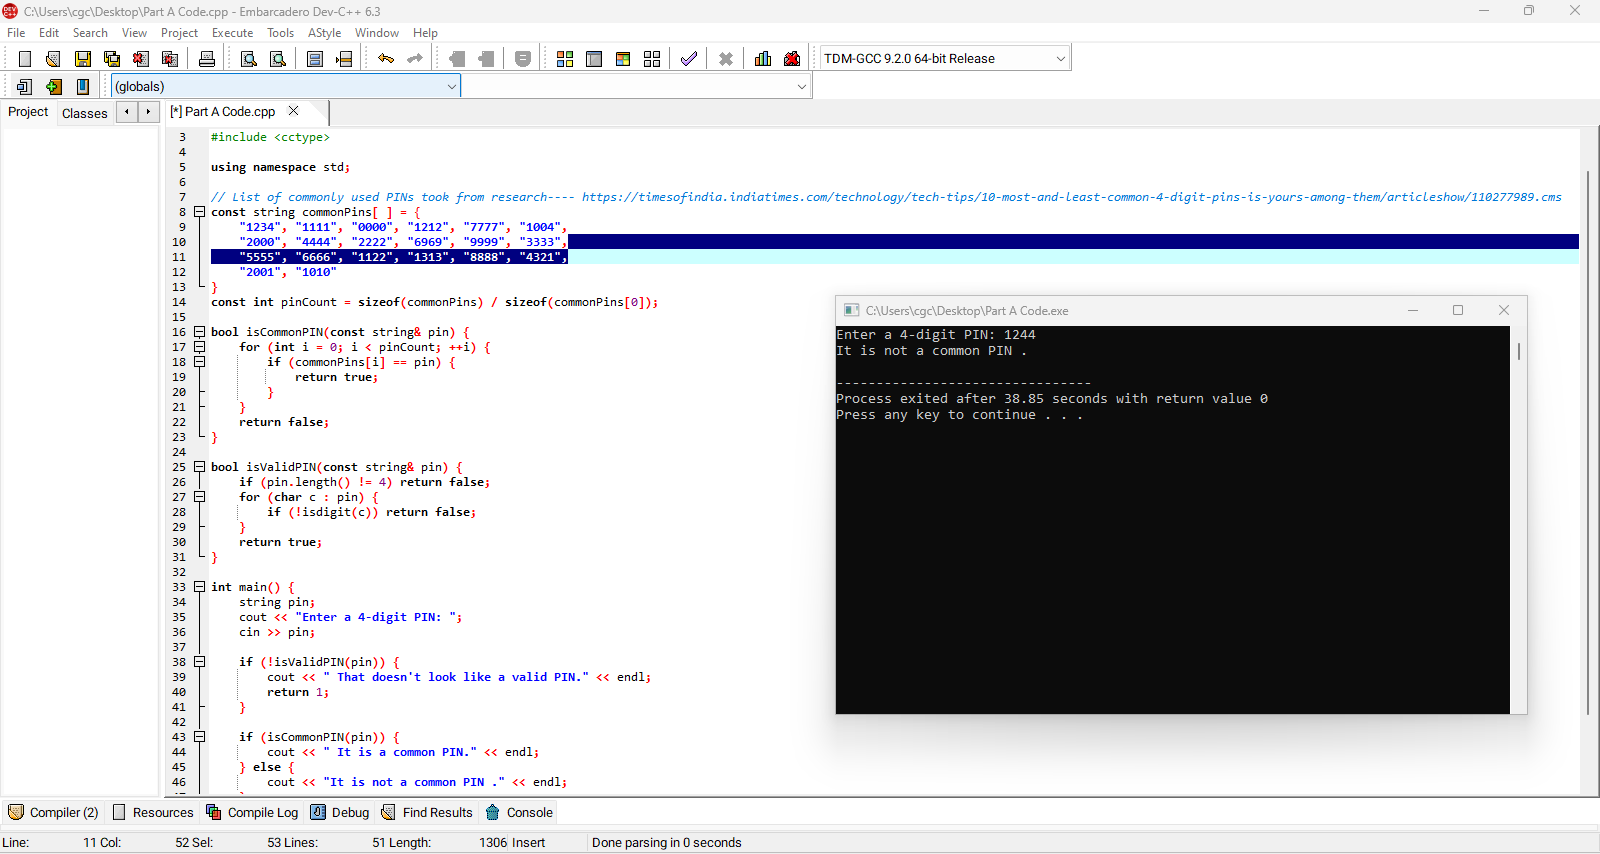 C:\Users\cgc\Desktop\Part A Code.cpp - Embarcadero Dev-C++ 6.3
File Edit Search View Project Execute Tools AStyle Window Help
TDM-GCC 9.2.0 64-bit Release
(globals)
Project Classes [*] Part A Code.cpp
3 #include <cctype>
4
5 using namespace std;
6
7 // List of commonly used PINs took from research---- https://timesofindia.indiatimes.com/technology/tech-tips/10-most-and-least-common-4-digit-pins-is-yours-among-them/articleshow/110277989.cms
8 const string commonPins[ ] = {
9 "1234", "1111", "0000", "1212", "7777", "1004",
10 "2000", "4444", "2222", "6969", "9999", "3333",
11 "5555", "6666", "1122", "1313", "8888", "4321",
12 "2001", "1010"
13 }
14 const int pinCount = sizeof(commonPins) / sizeof(commonPins[0]);
15
16 bool isCommonPIN(const string& pin) {
17 for (int i = 0; i < pinCount; ++i) {
18 if (commonPins[i] == pin) {
19 return true;
20 }
21 }
22 return false;
23 }
24
25 bool isValidPIN(const string& pin) {
26 if (pin.length() != 4) return false;
27 for (char c : pin) {
28 if (!isdigit(c)) return false;
29 }
30 return true;
31 }
32
33 int main() {
34 string pin;
35 cout << "Enter a 4-digit PIN: ";
36 cin >> pin;
37
38 if (!isValidPIN(pin)) {
39 cout << " That doesn't look like a valid PIN." << endl;
40 return 1;
41 }
42
43 if (isCommonPIN(pin)) {
44 cout << " It is a common PIN." << endl;
45 } else {
46 cout << "It is not a common PIN ." << endl;
C:\Users\cgc\Desktop\Part A Code.exe
Enter a 4-digit PIN: 1244
It is not a common PIN .
--------------------------------
Process exited after 38.85 seconds with return value 0
Press any key to continue . . .
Compiler (2) Resources Compile Log Debug Find Results Console
Line: 11 Col: 52 Sel: 53 Lines: 51 Length: 1306 Insert Done parsing in 0 seconds